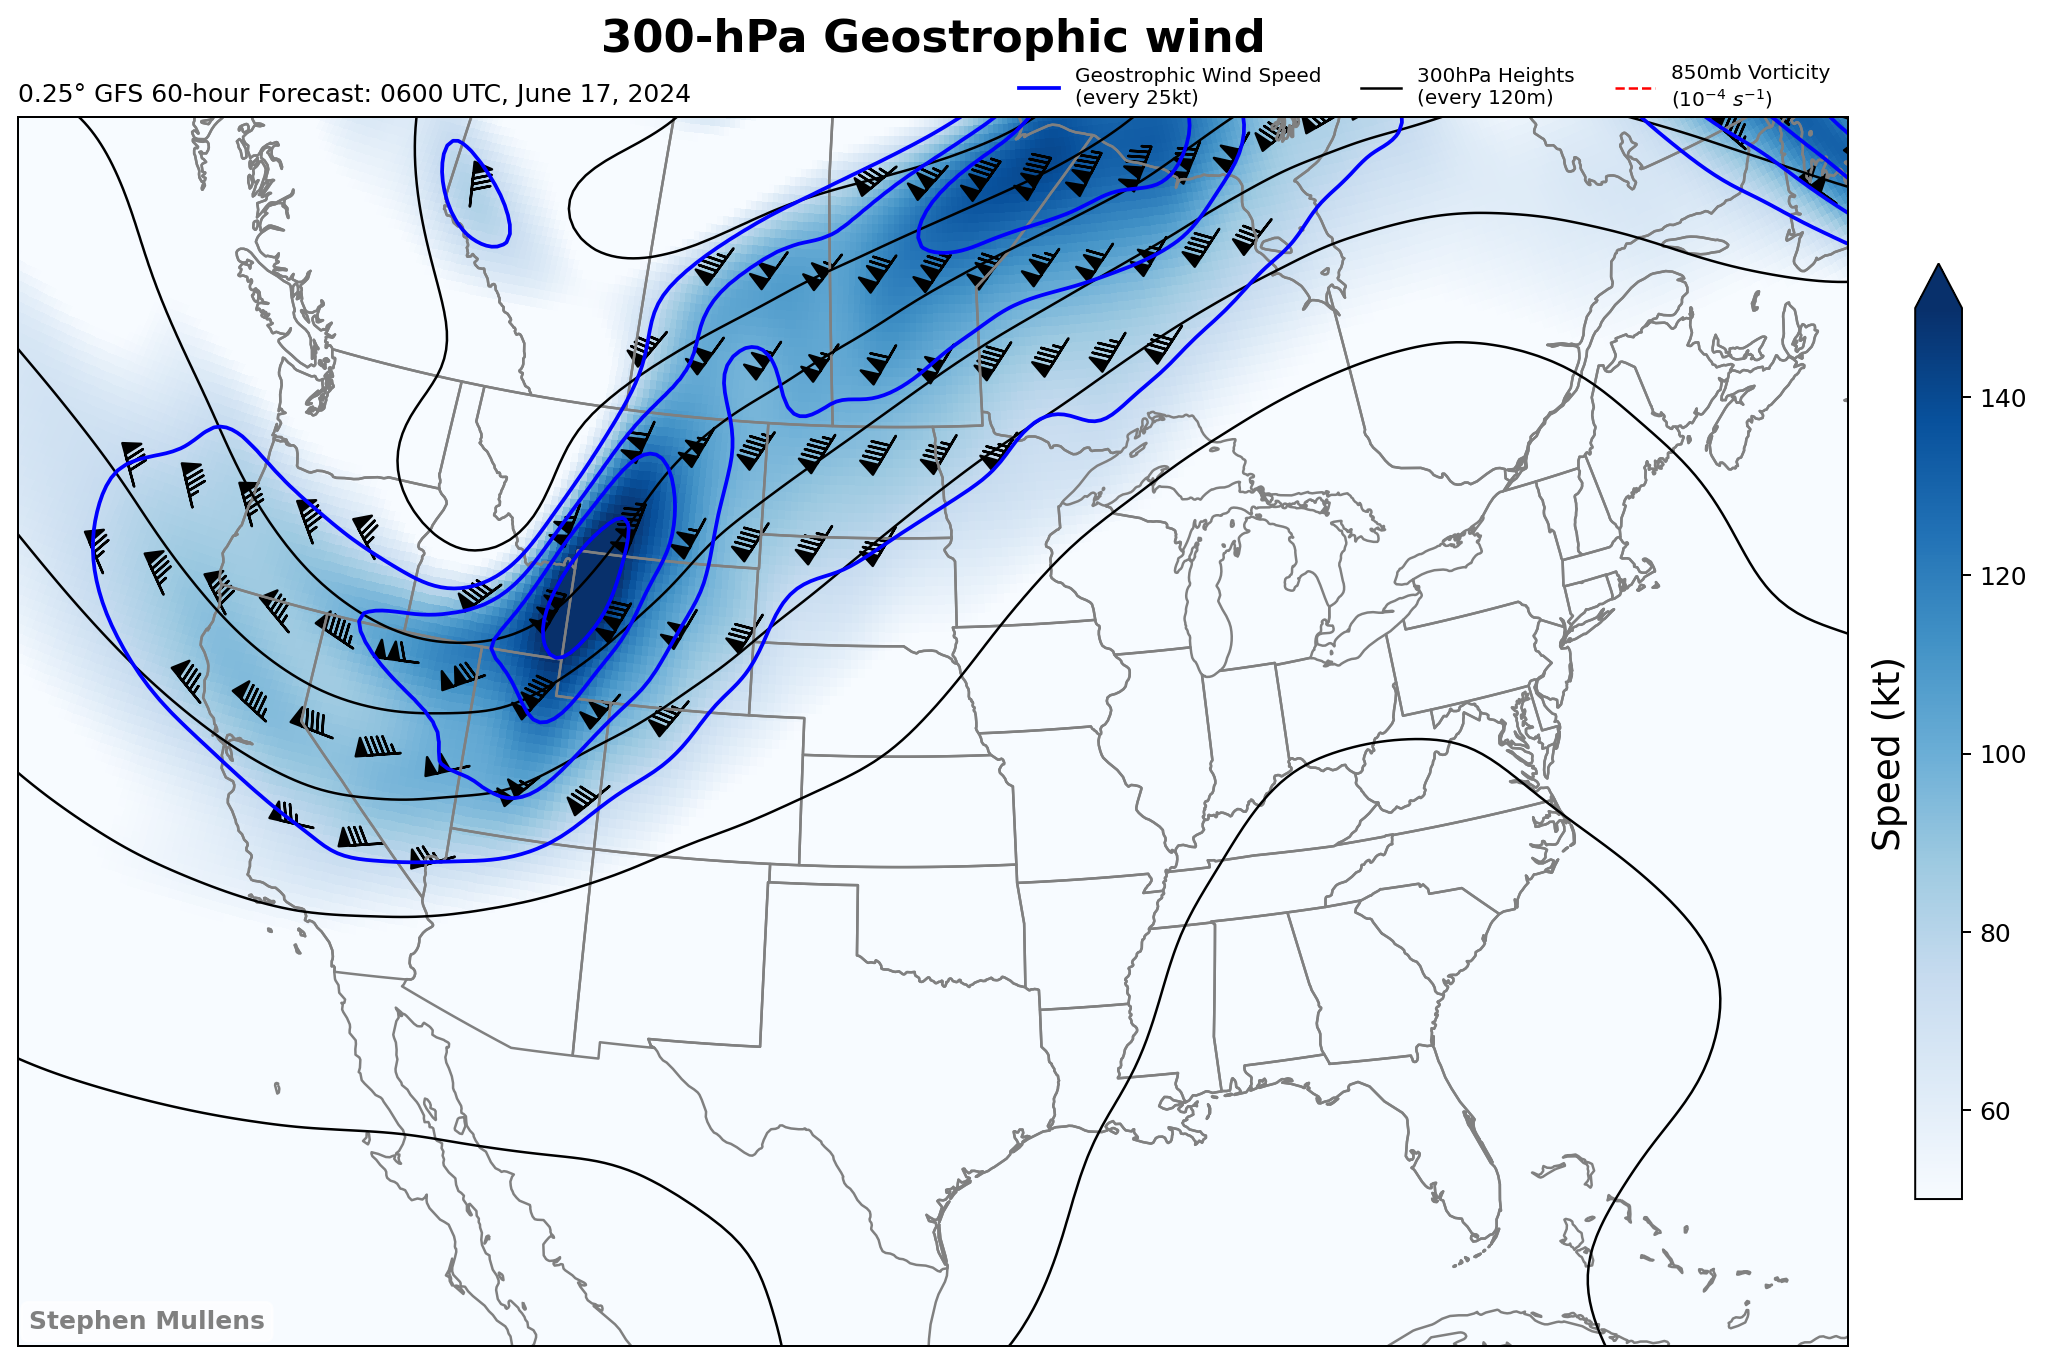 300-hPa Geostrophic wind
0.25° GFS 60-hour Forecast: 0600 UTC, June 17, 2024
Geostrophic Wind Speed
(every 25kt)
300hPa Heights
(every 120m)
850mb Vorticity
(10⁻⁴ s⁻¹)
140
120
100
80
60
Speed (kt)
Stephen Mullens